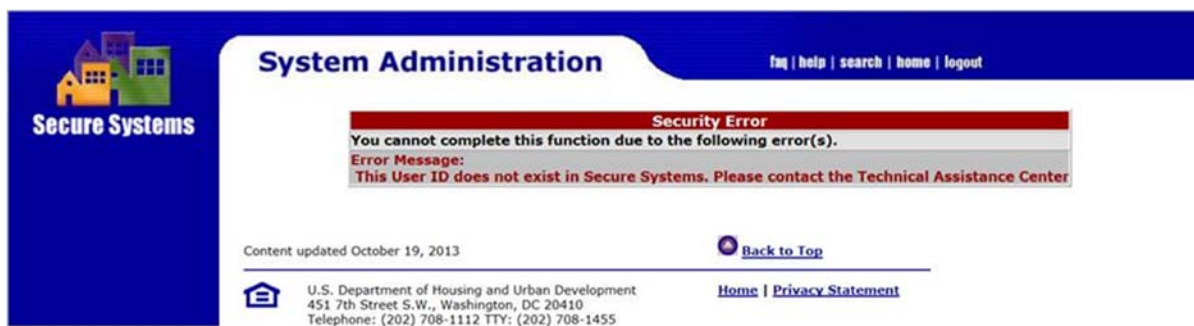 System Administration
faq | help | search | home | logout
Secure Systems
Security Error
You cannot complete this function due to the following error(s).
Error Message:
This User ID does not exist in Secure Systems. Please contact the Technical Assistance Center
Content updated October 19, 2013
Back to Top
U.S. Department of Housing and Urban Development
451 7th Street S.W., Washington, DC 20410
Telephone: (202) 708-1112 TTY: (202) 708-1455
Home | Privacy Statement